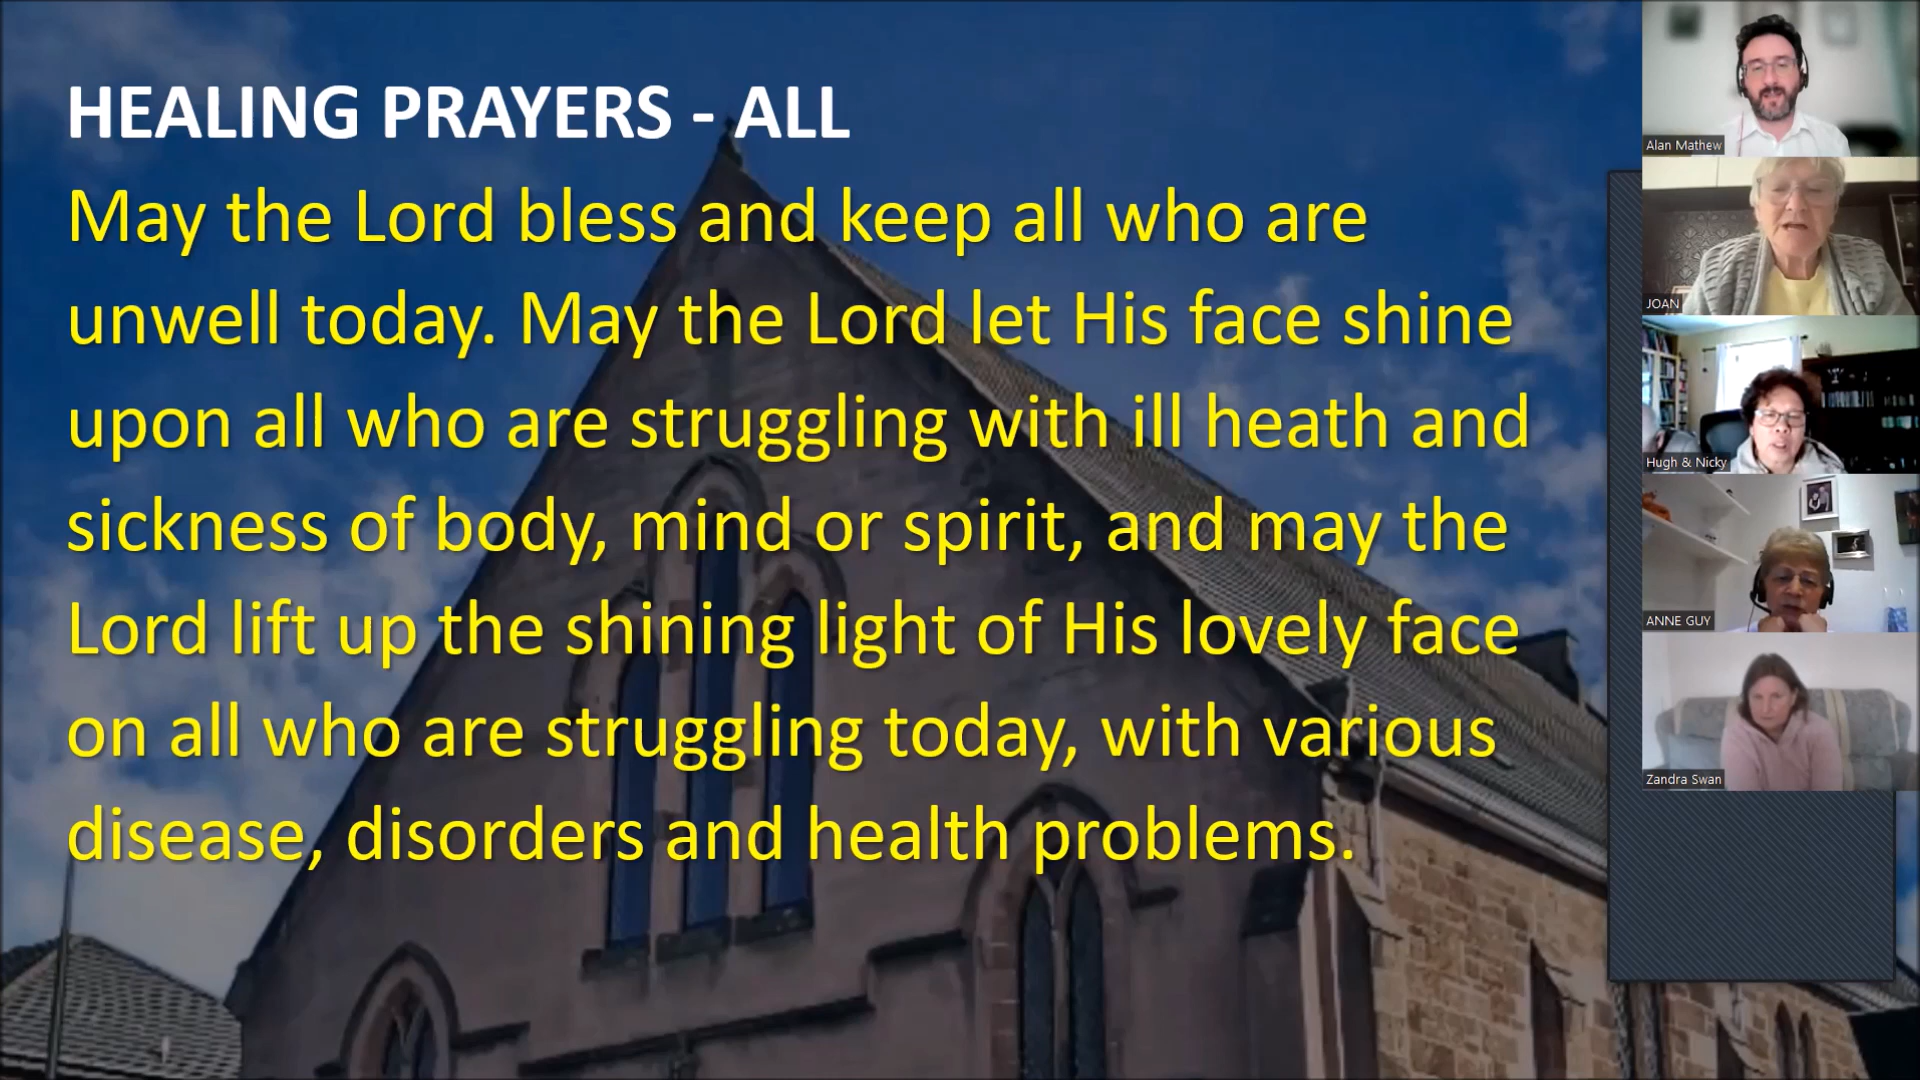 HEALING PRAYERS - ALL
May the Lord bless and keep all who are
unwell today. May the Lord let His face shine
upon all who are struggling with ill heath and
sickness of body, mind or spirit, and may the
Lord lift up the shining light of His lovely face
on all who are struggling today, with various
disease, disorders and health problems.
Alan Mathew
JOAN
Hugh & Nicky
ANNE GUY
Zandra Swan